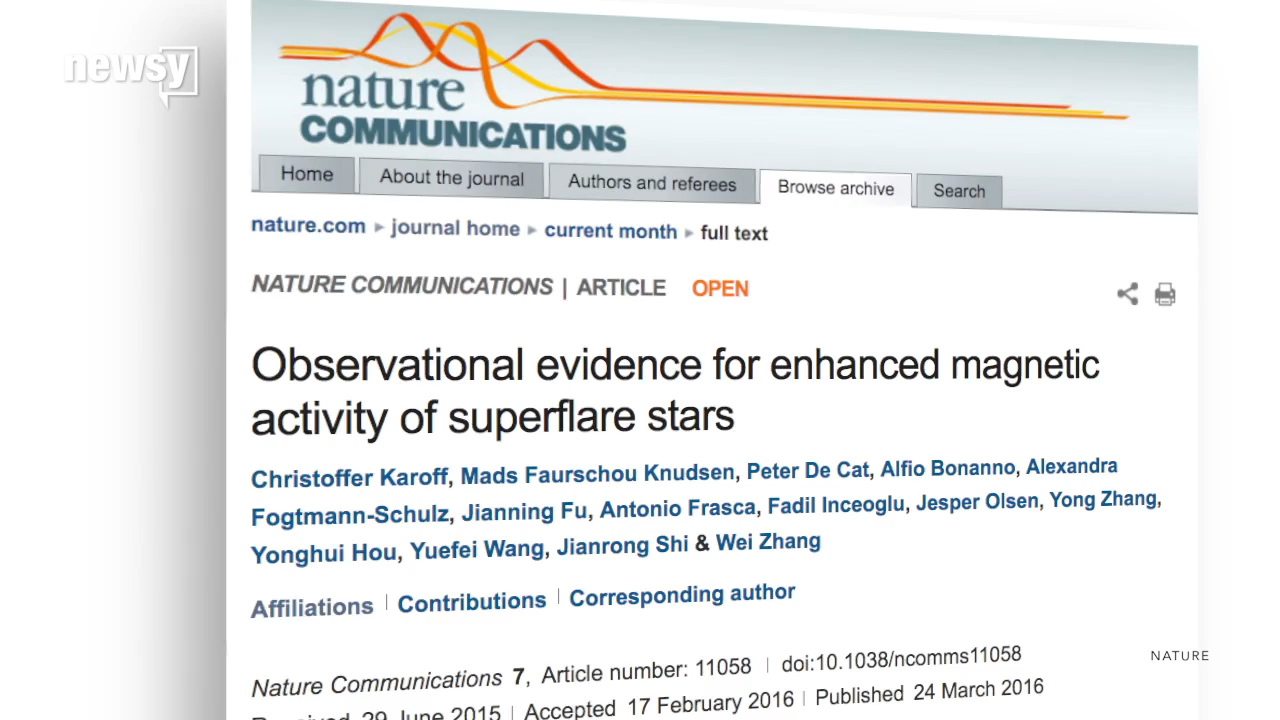 newsy
nature
COMMUNICATIONS
Home About the journal Authors and referees Browse archive Search
nature.com ▸ journal home ▸ current month ▸ full text
NATURE COMMUNICATIONS | ARTICLE OPEN
Observational evidence for enhanced magnetic
activity of superflare stars
Christoffer Karoff, Mads Faurschou Knudsen, Peter De Cat, Alfio Bonanno, Alexandra
Fogtmann-Schulz, Jianning Fu, Antonio Frasca, Fadil Inceoglu, Jesper Olsen, Yong Zhang,
Yonghui Hou, Yuefei Wang, Jianrong Shi & Wei Zhang
Affiliations | Contributions | Corresponding author
Nature Communications 7, Article number: 11058 | doi:10.1038/ncomms11058
Received 29 June 2015 | Accepted 17 February 2016 | Published 24 March 2016
NATURE